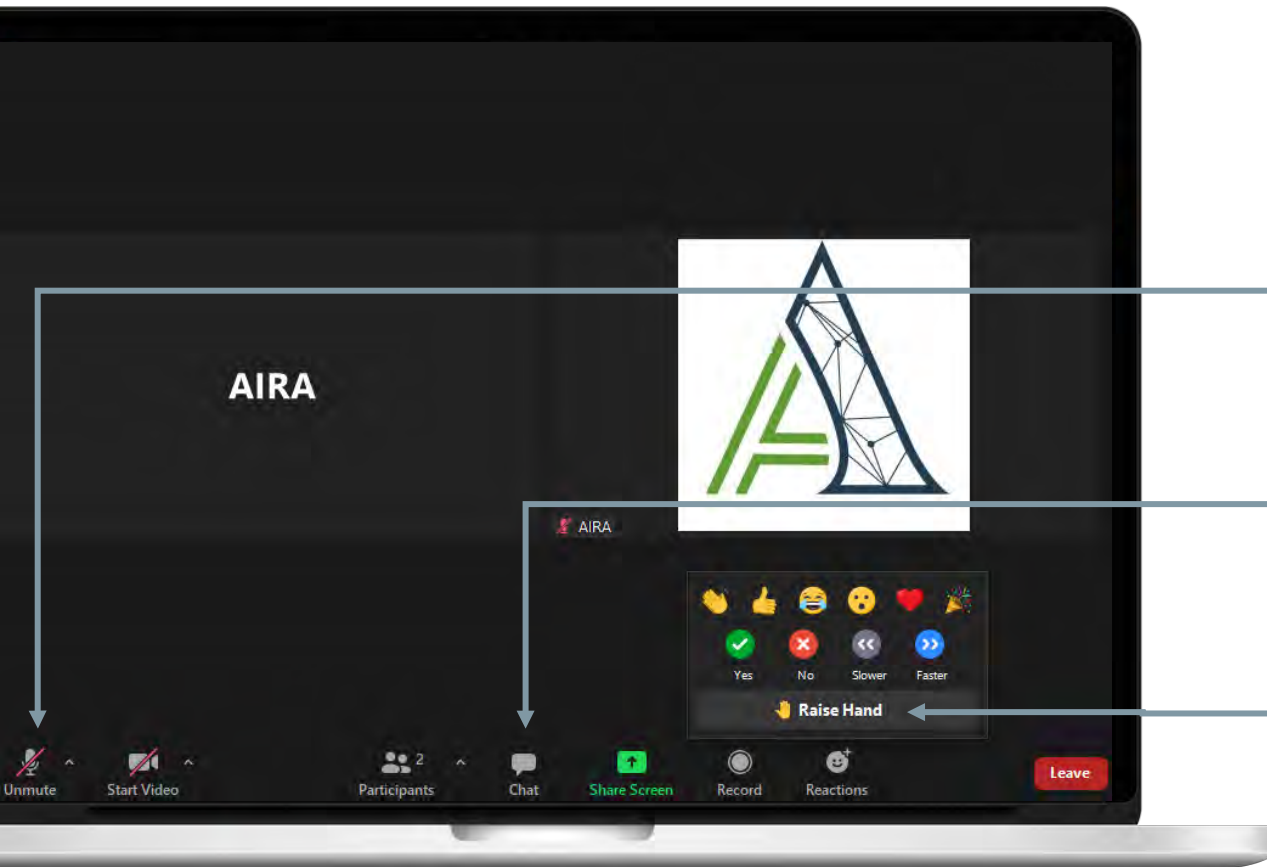 AIRA
AIRA
Yes No Slower Faster
Raise Hand
2
Unmute Start Video Participants Chat Share Screen Record Reactions Leave